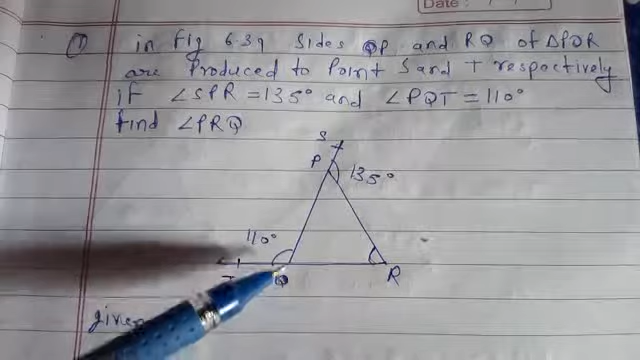 Date :
(1) in Fig 6.39 Sides QP and RQ of ΔPQR
are Produced to Point S and T respectively
if ∠SPR = 135° and ∠PQT = 110°
find ∠PRQ
S
P
135°
110°
T
Q
R
given